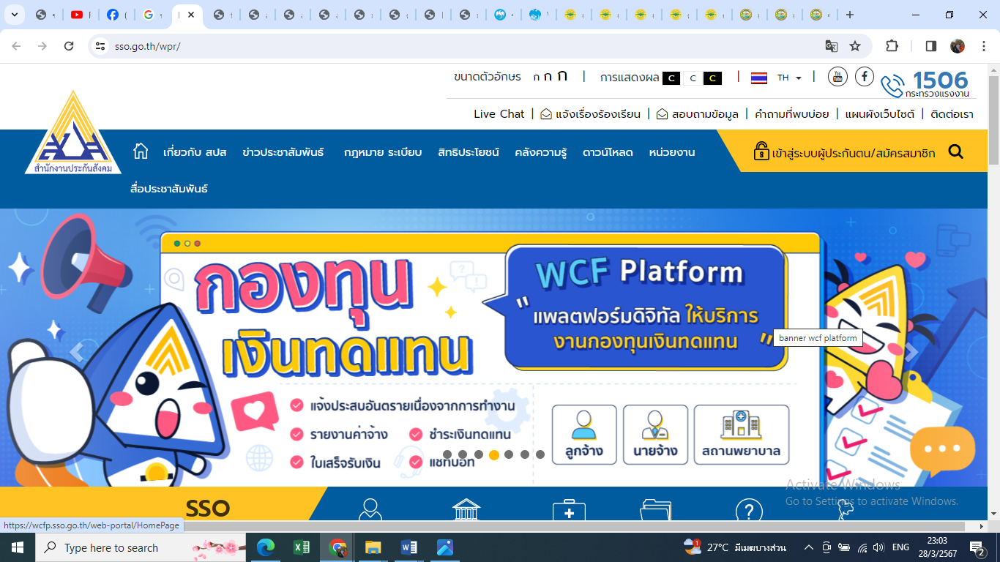 sso.go.th/wpr/
ขนาดตัวอักษร ก ก ก | การแสดงผล C C C | TH | 1506
กระทรวงแรงงาน
Live Chat | แจ้งเรื่องร้องเรียน | สอบถามข้อมูล | คำถามที่พบบ่อย | แผนผังเว็บไซต์ | ติดต่อเรา
สำนักงานประกันสังคม
เกี่ยวกับ สปส ข่าวประชาสัมพันธ์ กฎหมาย ระเบียบ สิทธิประโยชน์ คลังความรู้ ดาวน์โหลด หน่วยงาน
เข้าสู่ระบบผู้ประกันตน/สมัครสมาชิก
สื่อประชาสัมพันธ์
กองทุน
เงินทดแทน
WCF Platform
"แพลตฟอร์มดิจิทัล ให้บริการ
งานกองทุนเงินทดแทน"
banner wcf platform
แจ้งประสบอันตรายเนื่องจากการทำงาน
รายงานค่าจ้าง ชำระเงินทดแทน
ใบเสร็จรับเงิน แชทบอท
ลูกจ้าง นายจ้าง สถานพยาบาล
Activate Windows
Go to Settings to activate Windows.
SSO
https://wcfp.sso.go.th/web-portal/HomePage
Type here to search
27°C มีเมฆบางส่วน
ENG
23:03
28/3/2567
2